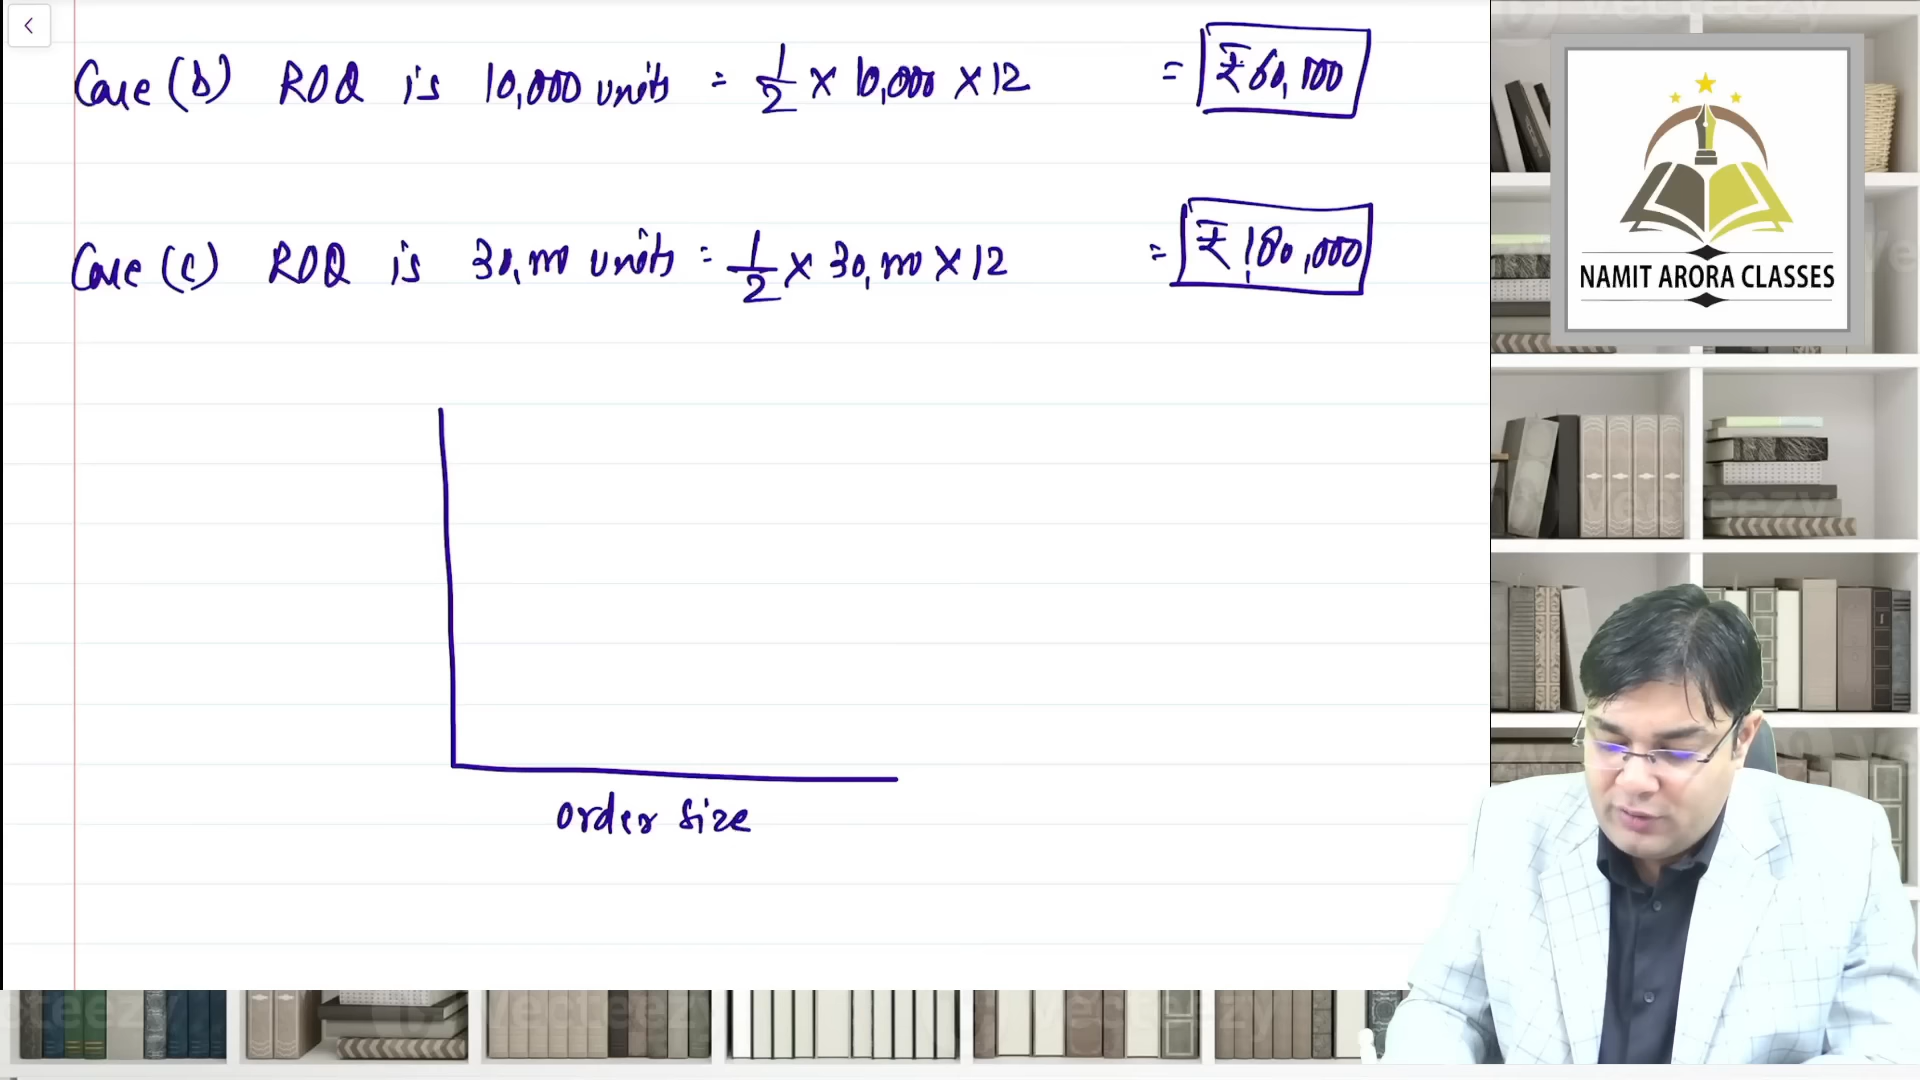 Case (b) ROQ is 10,000 units = 1/2 × 10,000 × 12 = ₹60,000
Case (c) ROQ is 30,000 units = 1/2 × 30,000 × 12 = ₹180,000
order size
NAMIT ARORA CLASSES